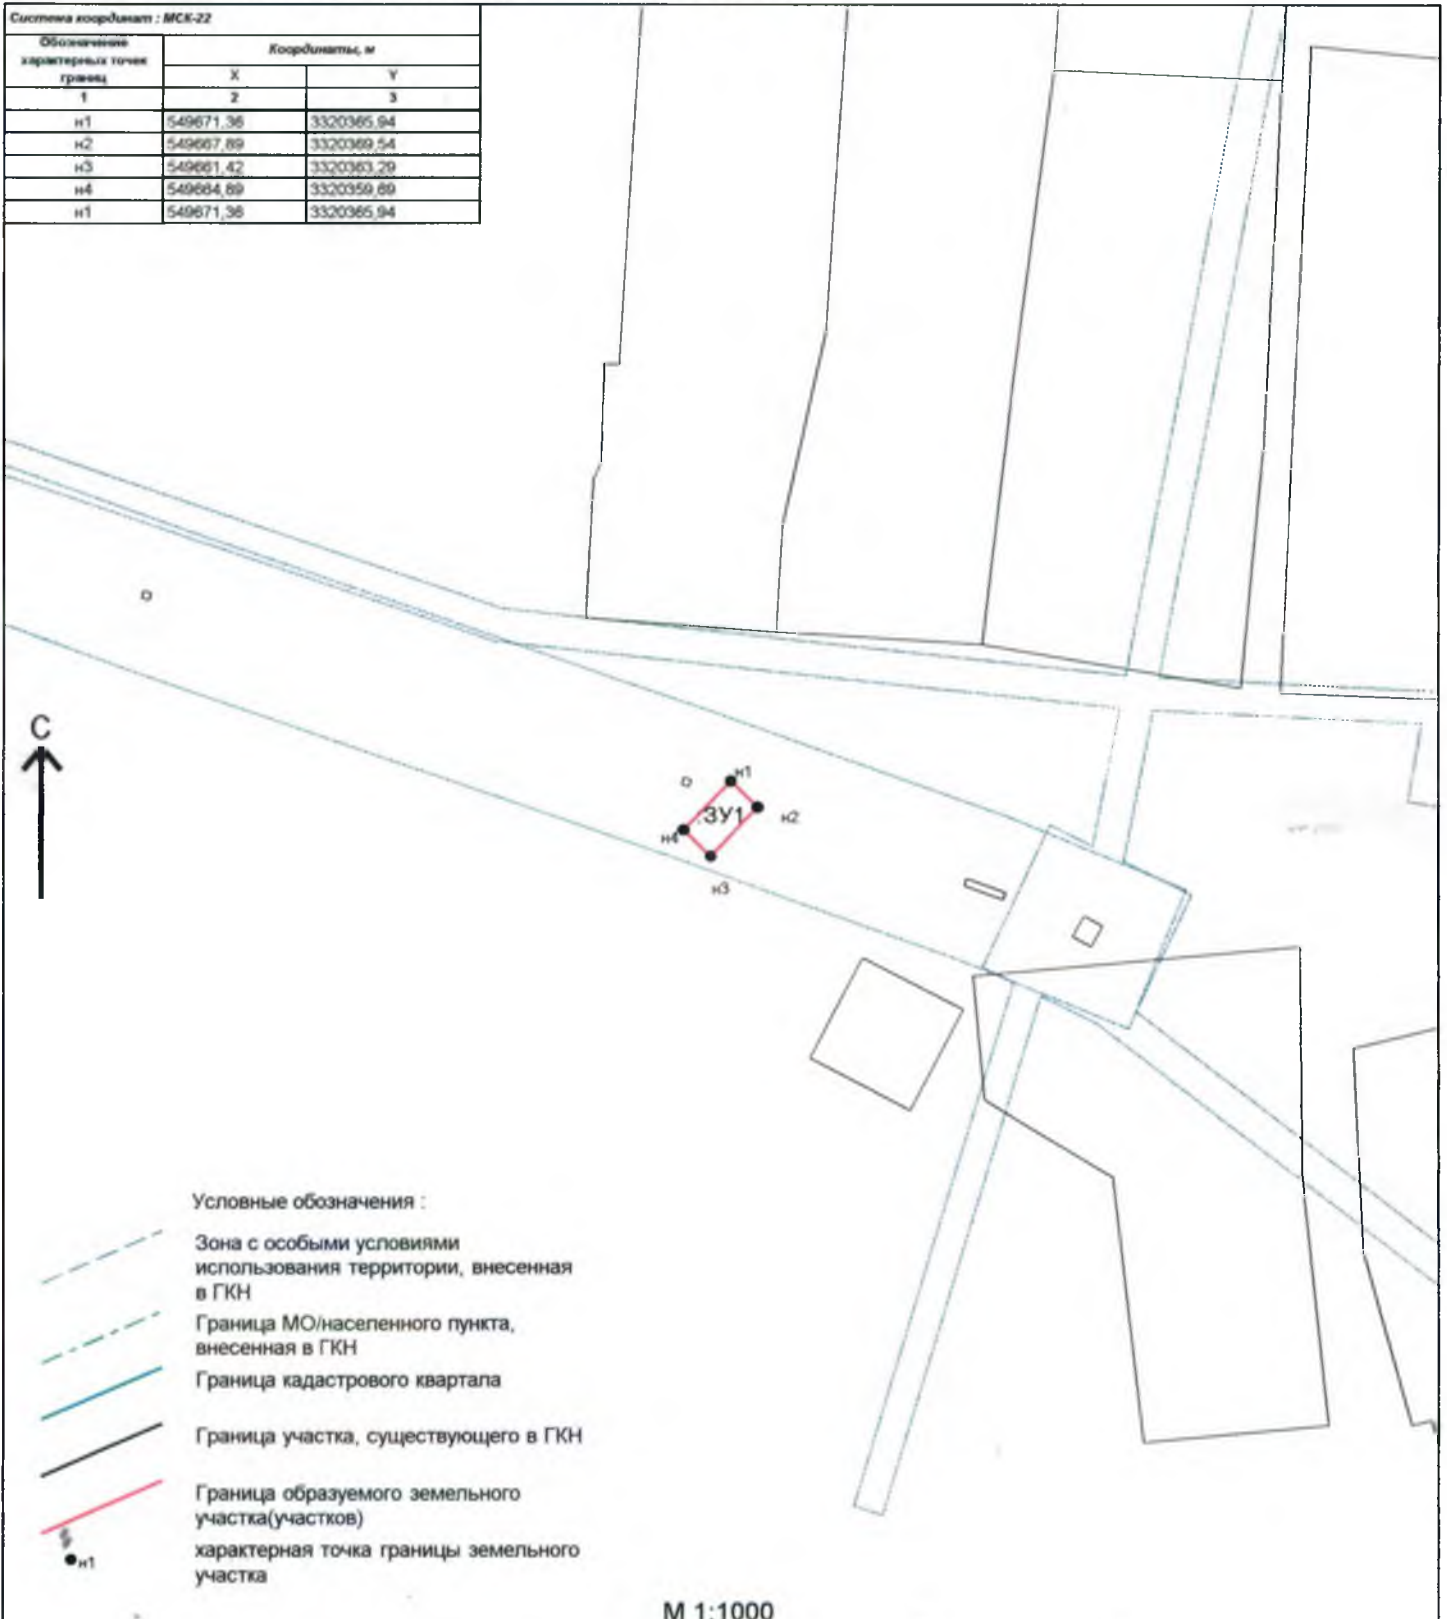 Система координат : МСК-22
Обозначение характерных точек границ
Координаты, м
X Y
1 2 3
н1 549671,36 3320365,94
н2 549667,89 3320369,54
н3 549661,42 3320363,29
н4 549664,89 3320359,69
н1 549671,36 3320365,94
С
н1
:ЗУ1
н2
н4
н3
Условные обозначения :
Зона с особыми условиями
использования территории, внесенная
в ГКН
Граница МО/населенного пункта,
внесенная в ГКН
Граница кадастрового квартала
Граница участка, существующего в ГКН
Граница образуемого земельного
участка(участков)
н1
характерная точка границы земельного
участка
М 1:1000